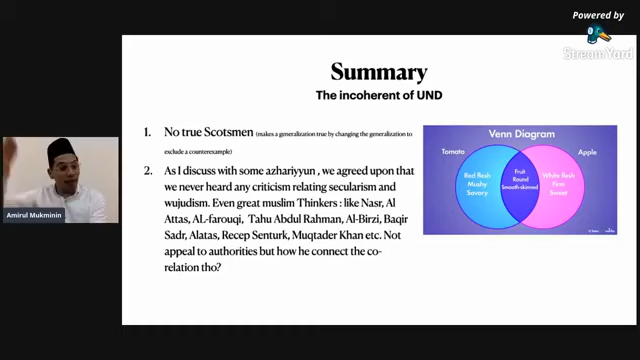 Powered by
StreamYard
Summary
The incoherent of UND
1. No true Scotsmen (makes a generalization true by changing the generalization to
exclude a counterexample)
2. As I discuss with some azhariyyun , we agreed upon that
we never heard any criticism relating secularism and
wujudism. Even great muslim Thinkers : like Nasr, Al
Attas, AL-farouqi, Tahu Abdul Rahman, Al-Birzi, Baqir
Sadr, Alatas, Recep Senturk, Muqtader Khan etc. Not
appeal to authorities but how he connect the co-
relation tho?
Venn Diagram
Tomato
Apple
Red flesh
Mushy
Savory
Fruit
Round
Smooth-skinned
White flesh
Firm
Sweet
Amirul Mukminin